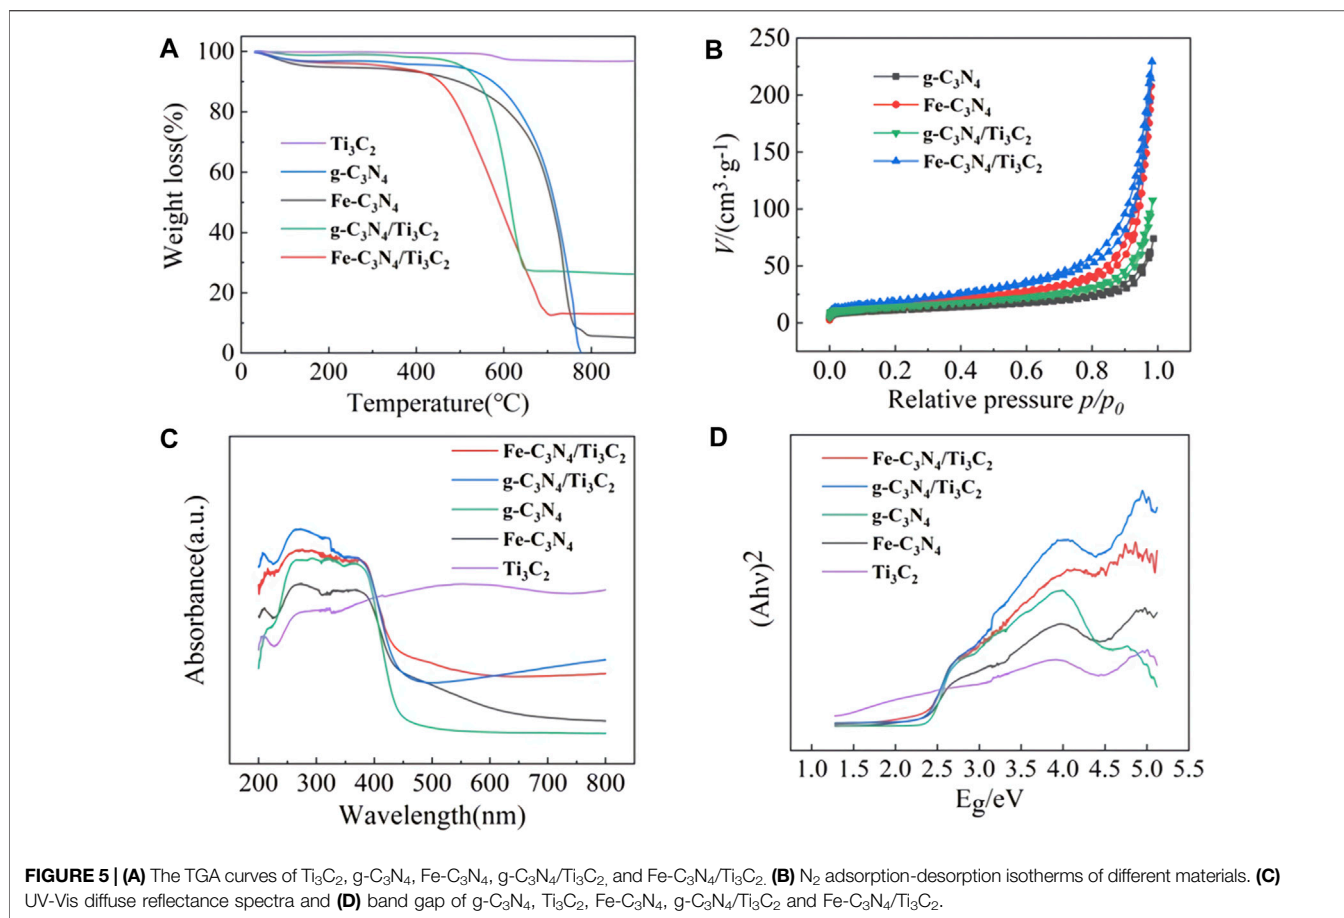 A
100
80
60
40
20
0
0 200 400 600 800
Weight loss(%)
Temperature(℃)
Ti₃C₂
g-C₃N₄
Fe-C₃N₄
g-C₃N₄/Ti₃C₂
Fe-C₃N₄/Ti₃C₂
B
250
200
150
100
50
0
0.0 0.2 0.4 0.6 0.8 1.0
V/(cm³·g⁻¹)
Relative pressure p/p₀
g-C₃N₄
Fe-C₃N₄
g-C₃N₄/Ti₃C₂
Fe-C₃N₄/Ti₃C₂
C
Absorbance(a.u.)
Fe-C₃N₄/Ti₃C₂
g-C₃N₄/Ti₃C₂
g-C₃N₄
Fe-C₃N₄
Ti₃C₂
200 300 400 500 600 700 800
Wavelength(nm)
D
(Ahν)²
Fe-C₃N₄/Ti₃C₂
g-C₃N₄/Ti₃C₂
g-C₃N₄
Fe-C₃N₄
Ti₃C₂
1.0 1.5 2.0 2.5 3.0 3.5 4.0 4.5 5.0 5.5
Eg/eV
FIGURE 5 | (A) The TGA curves of Ti₃C₂, g-C₃N₄, Fe-C₃N₄, g-C₃N₄/Ti₃C₂, and Fe-C₃N₄/Ti₃C₂. (B) N₂ adsorption-desorption isotherms of different materials. (C)
UV-Vis diffuse reflectance spectra and (D) band gap of g-C₃N₄, Ti₃C₂, Fe-C₃N₄, g-C₃N₄/Ti₃C₂ and Fe-C₃N₄/Ti₃C₂.